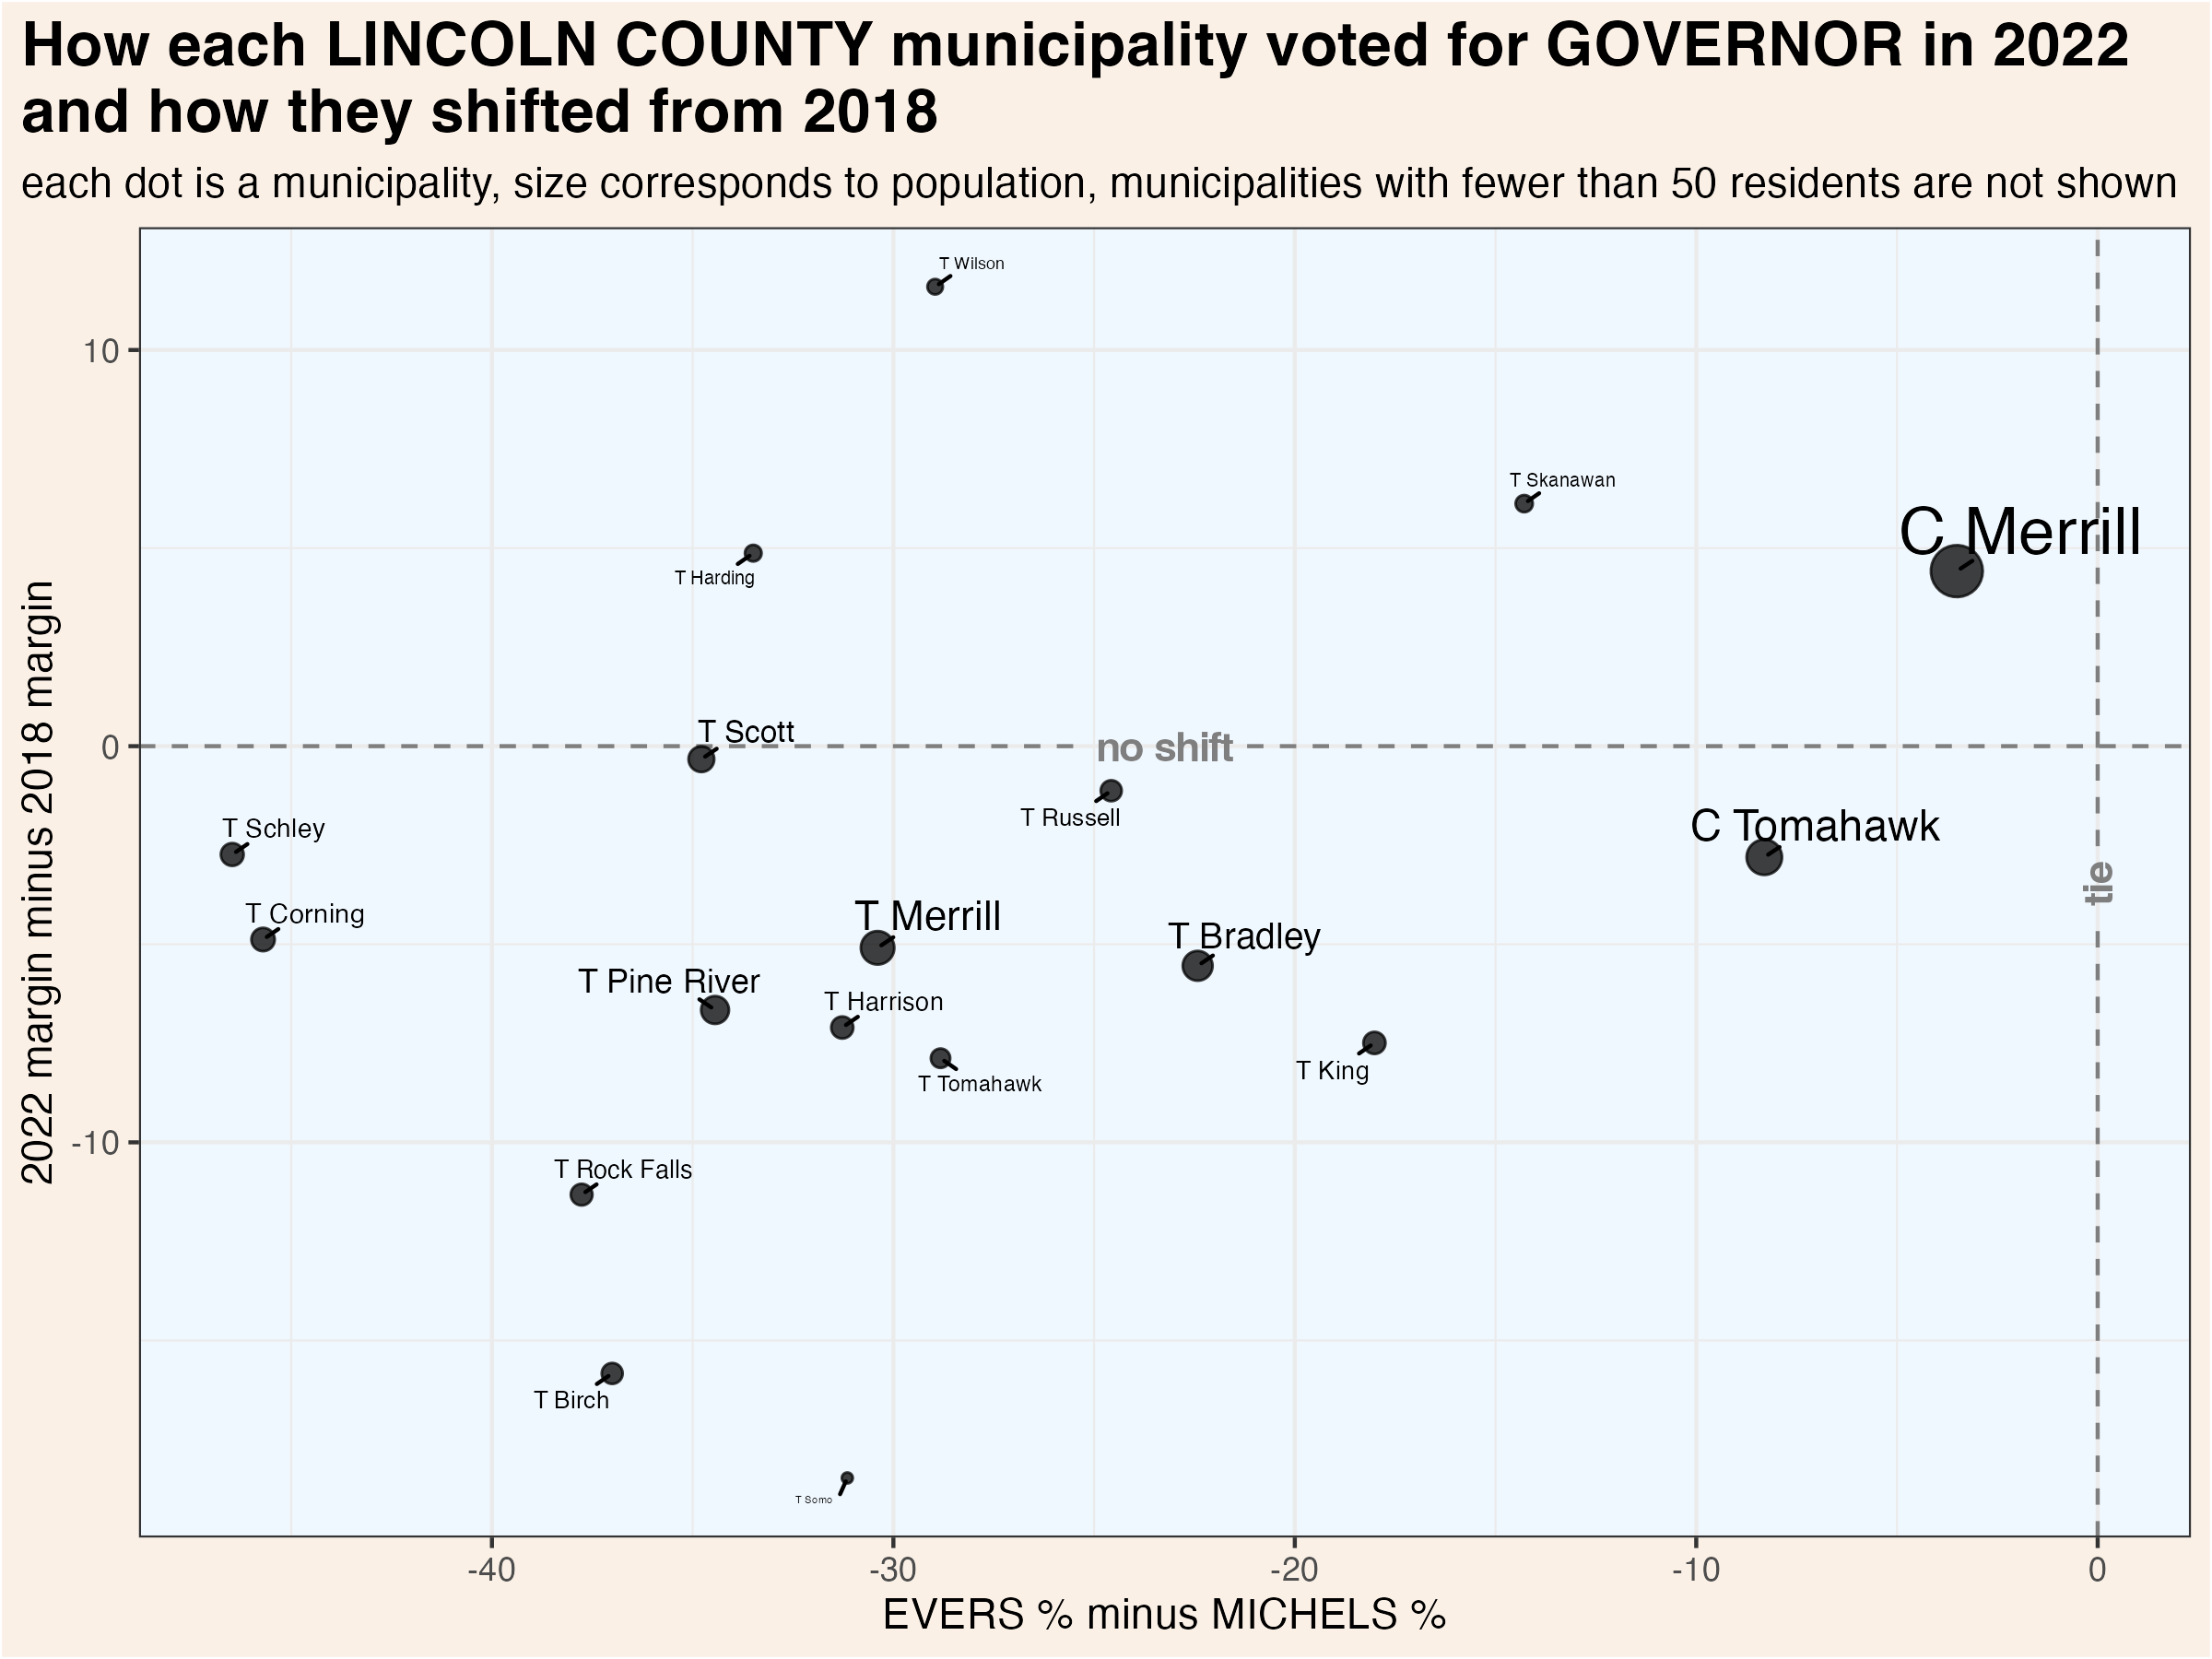 How each LINCOLN COUNTY municipality voted for GOVERNOR in 2022
and how they shifted from 2018
each dot is a municipality, size corresponds to population, municipalities with fewer than 50 residents are not shown
T Wilson
10
T Skanawan
C Merrill
T Harding
T Scott
0
no shift
T Russell
T Schley
C Tomahawk
tie
T Corning
T Merrill
T Bradley
T Pine River
T Harrison
T King
T Tomahawk
-10
T Rock Falls
T Birch
T Somo
2022 margin minus 2018 margin
-40
-30
-20
-10
0
EVERS % minus MICHELS %